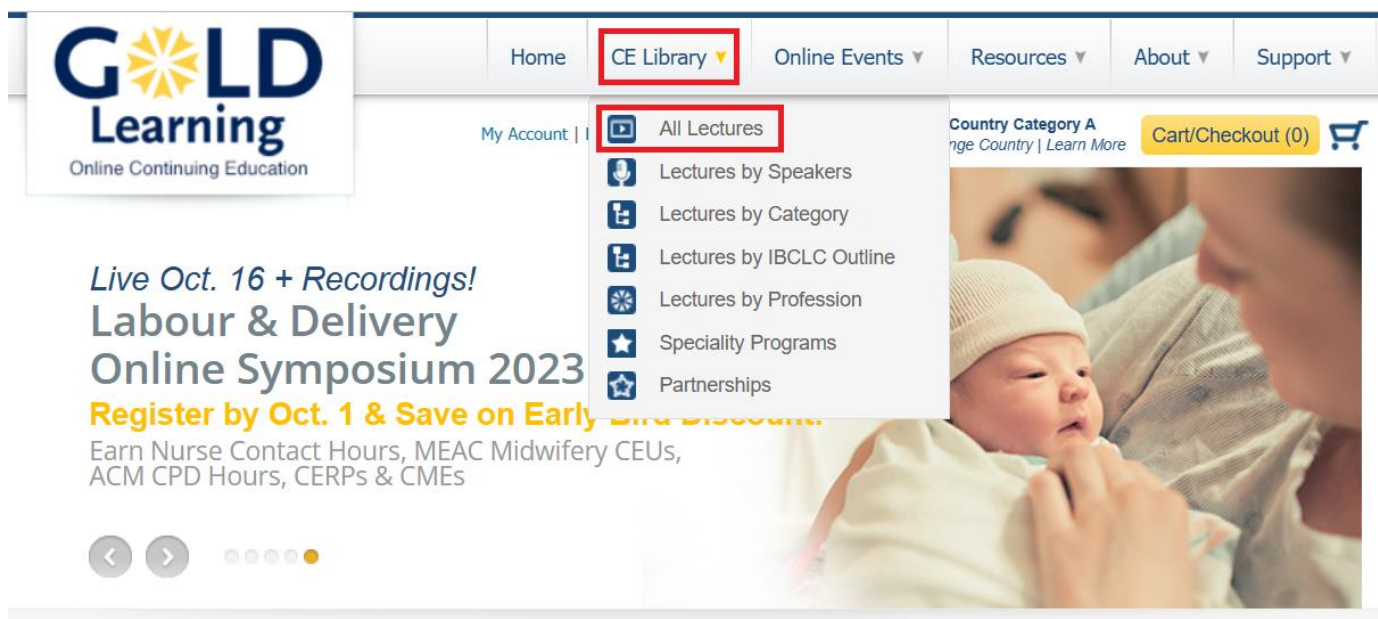 GOLD
Learning
Online Continuing Education
Home CE Library Online Events Resources About Support
My Account |
All Lectures
Lectures by Speakers
Lectures by Category
Lectures by IBCLC Outline
Lectures by Profession
Speciality Programs
Partnerships
Country Category A
Country | Learn More
Cart/Checkout (0)
Live Oct. 16 + Recordings!
Labour & Delivery
Online Symposium 2023
Register by Oct. 1 & Save on Early Bird Discount!
Earn Nurse Contact Hours, MEAC Midwifery CEUs,
ACM CPD Hours, CERPs & CMEs